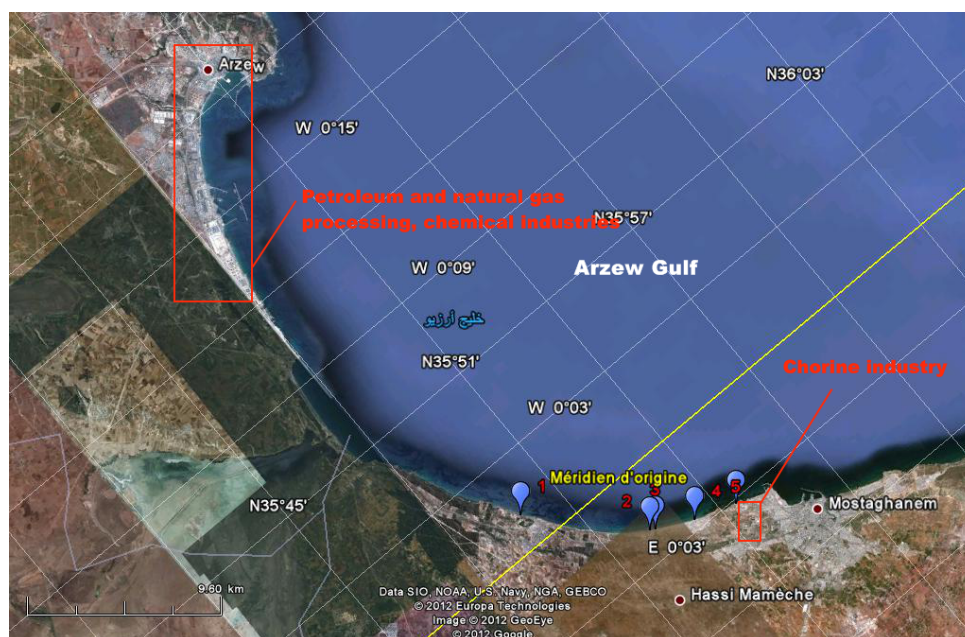 Arzew
N36°03'
W 0°15'
Petroleum and natural gas
processing, chemical industries
N35°57'
W 0°09'
Arzew Gulf
خليج أرزيو
N35°51'
Chorine industry
W 0°03'
Méridien d'origine
1
2
3
4
5
N35°45'
Mostaghanem
E 0°03'
9.60 km
Data SIO, NOAA, U.S. Navy, NGA, GEBCO
© 2012 Europa Technologies
Image © 2012 GeoEye
© 2012 Google
Hassi Mamèche